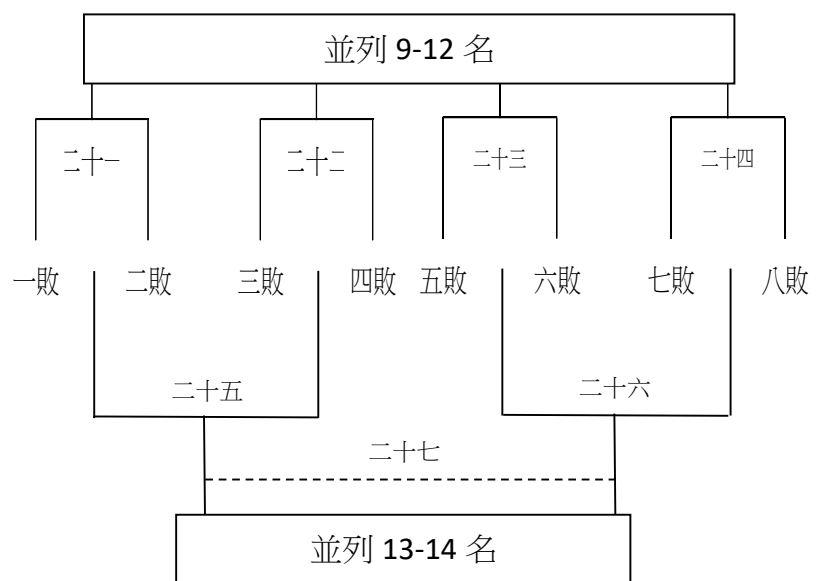 並列 9-12 名
二十一 二十二 二十三 二十四
一敗 二敗 三敗 四敗 五敗 六敗 七敗 八敗
二十五 二十六
二十七
並列 13-14 名